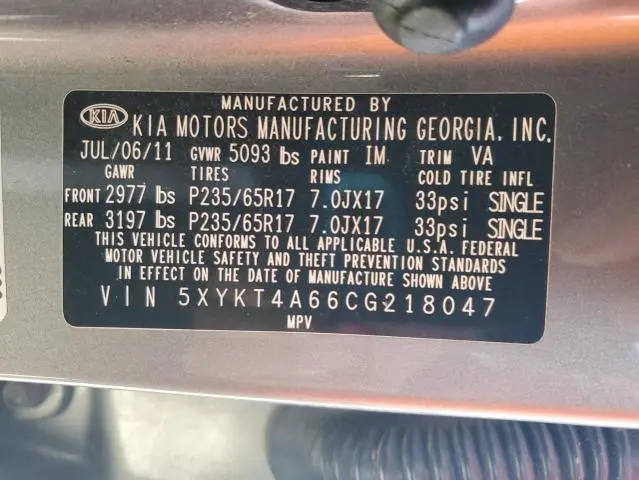 MANUFACTURED BY
KIA KIA MOTORS MANUFACTURING GEORGIA, INC.
JUL/06/11 GVWR 5093 lbs PAINT IM TRIM VA
GAWR TIRES RIMS COLD TIRE INFL
FRONT 2977 lbs P235/65R17 7.0JX17 33psi SINGLE
REAR 3197 lbs P235/65R17 7.0JX17 33psi SINGLE
THIS VEHICLE CONFORMS TO ALL APPLICABLE U.S.A. FEDERAL
MOTOR VEHICLE SAFETY AND THEFT PREVENTION STANDARDS
IN EFFECT ON THE DATE OF MANUFACTURE SHOWN ABOVE
VIN 5XYKT4A66CG218047
MPV